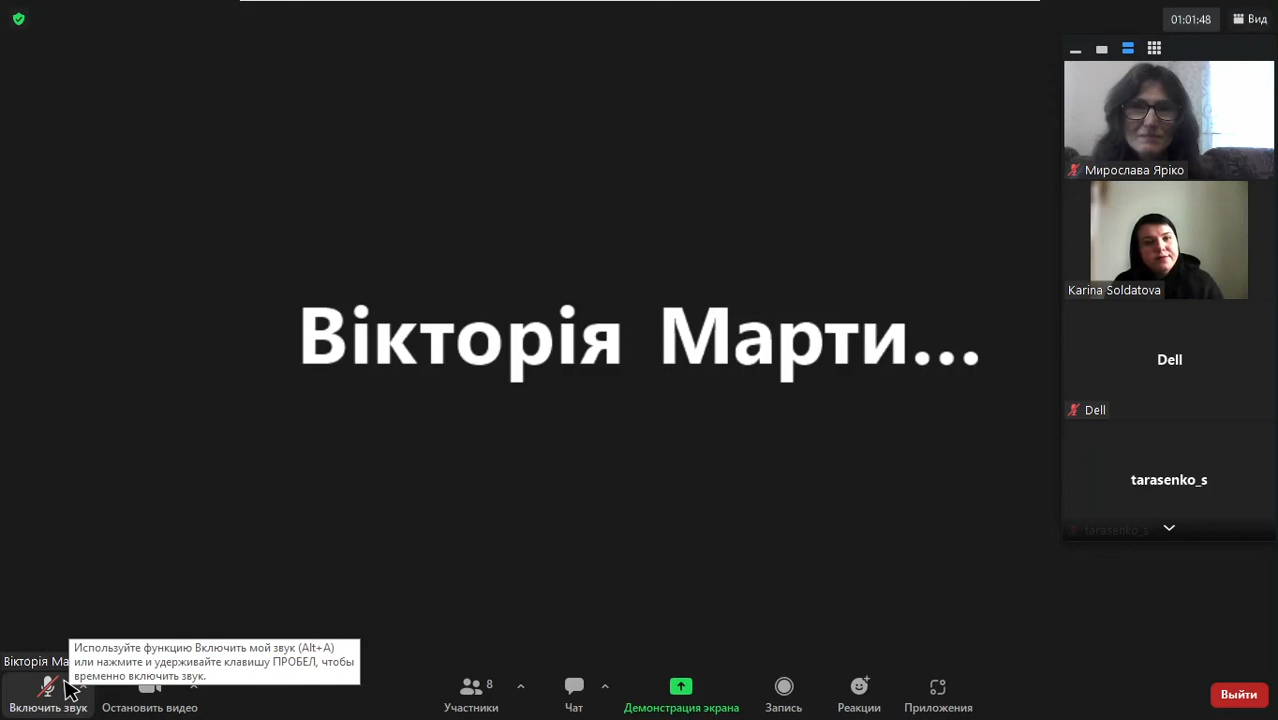 01:01:48
Вид
Мирослава Яріко
Karina Soldatova
Вікторія Марти...
Dell
Dell
tarasenko_s
tarasenko_s
Используйте функцию Включить мой звук (Alt+A)
или нажмите и удерживайте клавишу ПРОБЕЛ, чтобы
временно включить звук.
Вікторія Ма
Включить звук
Остановить видео
Участники
8
Чат
Демонстрация экрана
Запись
Реакции
Приложения
Выйти